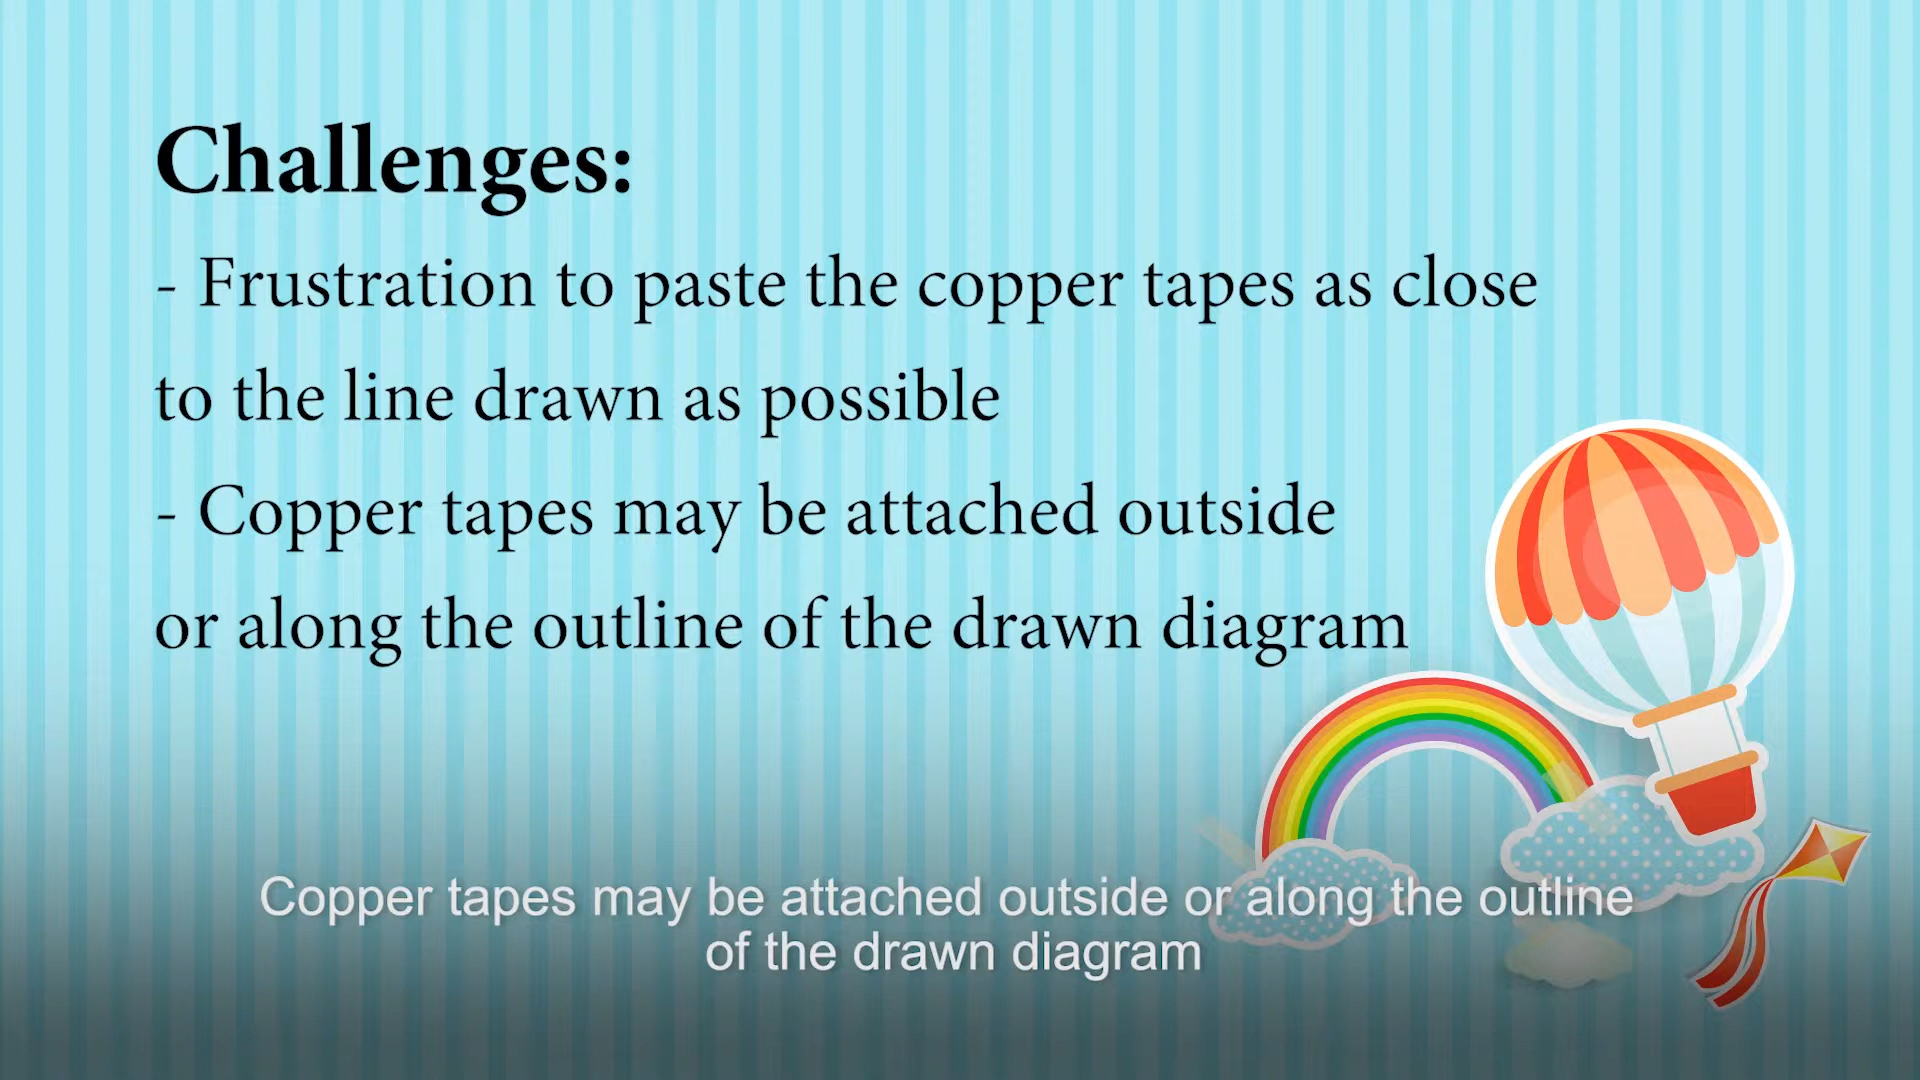 Challenges:
- Frustration to paste the copper tapes as close
to the line drawn as possible
- Copper tapes may be attached outside
or along the outline of the drawn diagram
Copper tapes may be attached outside or along the outline
of the drawn diagram